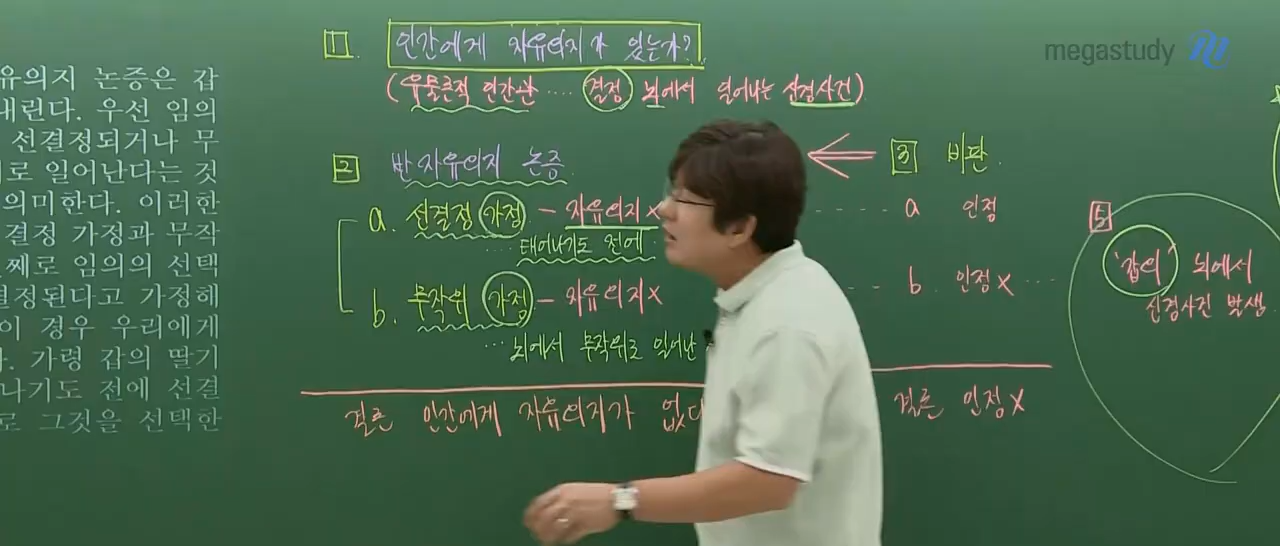 megastudy
유의지 논증은 갑
내린다. 우선 임의
선결정되거나 무
로 일어난다는 것
의미한다. 이러한
결정 가정과 무작
째로 임의의 선택
결정된다고 가정해
이 경우 우리에게
가령 갑의 딸기
나기도 전에 선결
로 그것을 선택한
1. 인간에게 자유의지가 있는가?
(유물론적 인간관 .... 결정 뇌에서 일어나는 신경사건)
2 반자유의지 논증
a. 선결정 가정 - 자유의지 x
... 태어나기도 전에
b. 무작위 가정 - 자유의지 x
... 뇌에서 무작위로 일어난
결론 인간에게 자유의지가 없다
3 비판
a 인정
b 인정 x ...
결론 인정 x
5
'갑의' 뇌에서
신경사건 발생